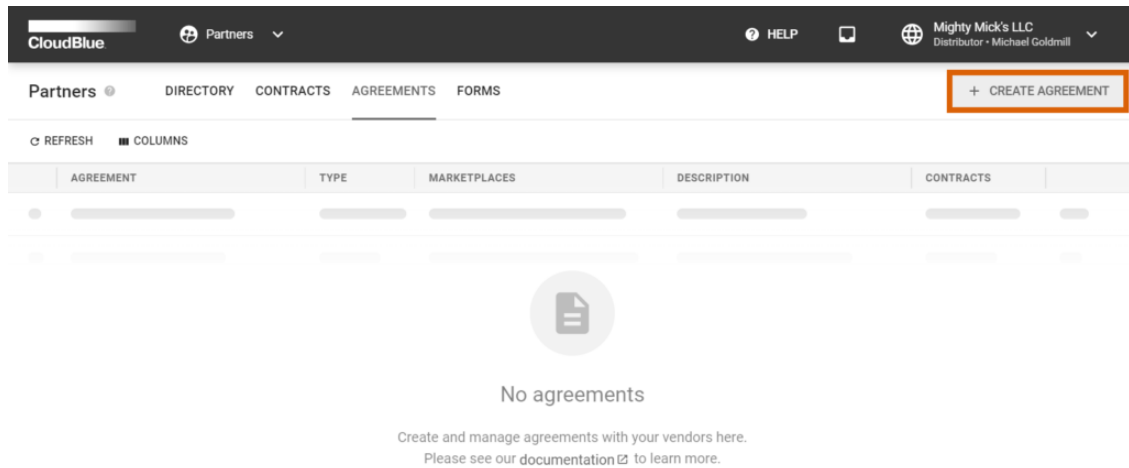 CloudBlue
Partners
HELP
Mighty Mick's LLC
Distributor • Michael Goldmill
Partners
DIRECTORY
CONTRACTS
AGREEMENTS
FORMS
+ CREATE AGREEMENT
REFRESH
COLUMNS
AGREEMENT
TYPE
MARKETPLACES
DESCRIPTION
CONTRACTS
No agreements
Create and manage agreements with your vendors here.
Please see our documentation to learn more.